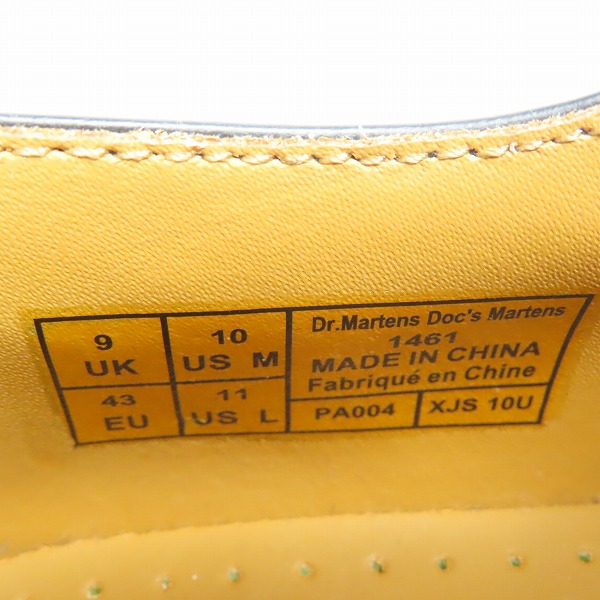 9
UK
10
US M
43
EU
11
US L
Dr.Martens Doc's Martens
1461
MADE IN CHINA
Fabriqué en Chine
PA004
XJS 10U